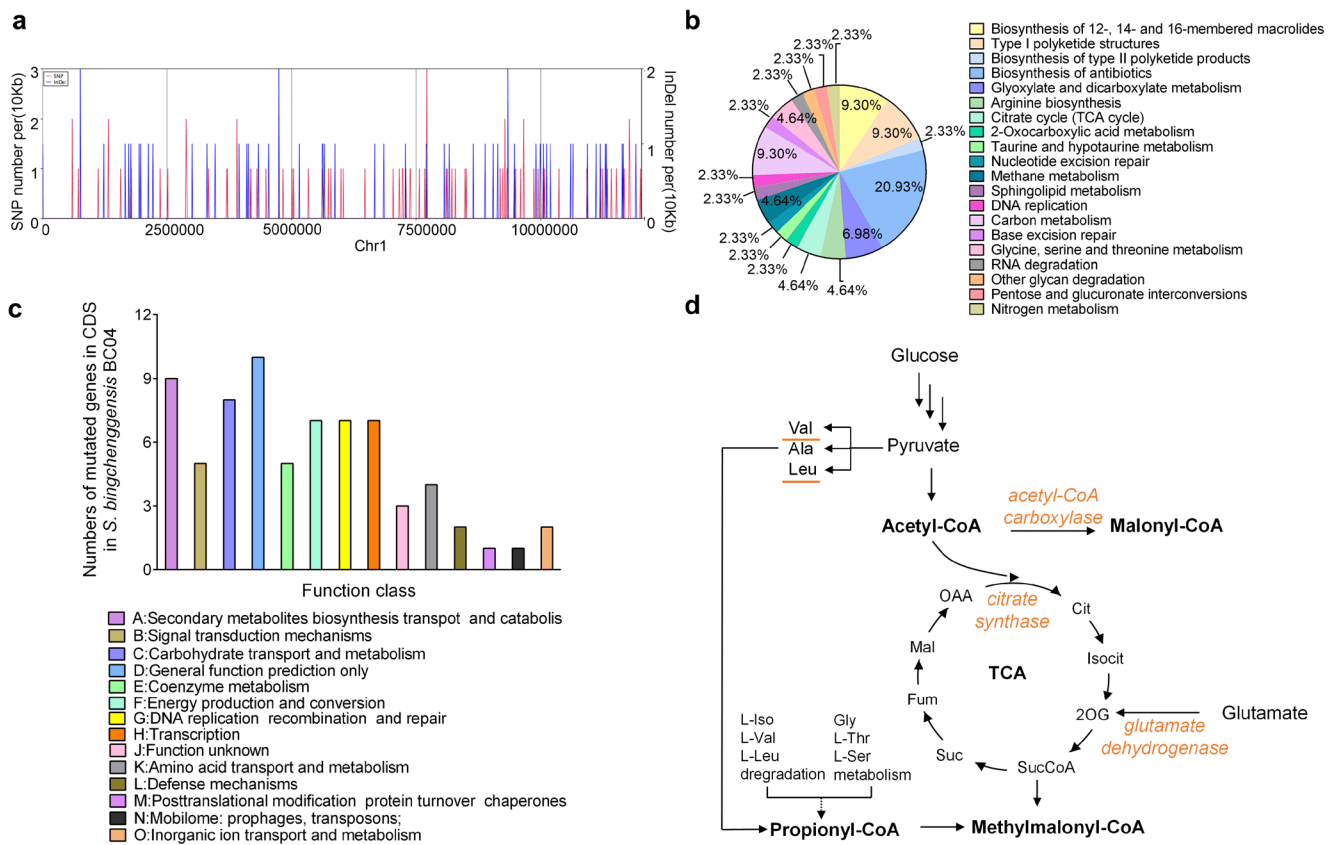 a
SNP number per(10Kb)
3
2
1
0
SNP
InDel
2
1
0
InDel number per(10Kb)
0
2500000
5000000
7500000
10000000
Chr1
b
2.33%
2.33%
2.33%
2.33%
2.33%
4.64%
9.30%
2.33%
2.33%
4.64%
2.33%
2.33%
2.33%
4.64%
4.64%
6.98%
20.93%
2.33%
9.30%
9.30%
Biosynthesis of 12-, 14- and 16-membered macrolides
Type I polyketide structures
Biosynthesis of type II polyketide products
Biosynthesis of antibiotics
Glyoxylate and dicarboxylate metabolism
Arginine biosynthesis
Citrate cycle (TCA cycle)
2-Oxocarboxylic acid metabolism
Taurine and hypotaurine metabolism
Nucleotide excision repair
Methane metabolism
Sphingolipid metabolism
DNA replication
Carbon metabolism
Base excision repair
Glycine, serine and threonine metabolism
RNA degradation
Other glycan degradation
Pentose and glucuronate interconversions
Nitrogen metabolism
c
Numbers of mutated genes in CDS
in S. bingchenggensis BC04
12
9
6
3
0
Function class
A:Secondary metabolites biosynthesis transpot and catabolis
B:Signal transduction mechanisms
C:Carbohydrate transport and metabolism
D:General function prediction only
E:Coenzyme metabolism
F:Energy production and conversion
G:DNA replication recombination and repair
H:Transcription
J:Function unknown
K:Amino acid transport and metabolism
L:Defense mechanisms
M:Posttranslational modification protein turnover chaperones
N:Mobilome: prophages, transposons;
O:Inorganic ion transport and metabolism
d
Glucose
Val
Ala
Leu
Pyruvate
Acetyl-CoA
acetyl-CoA
carboxylase
Malonyl-CoA
OAA
citrate
synthase
Cit
Mal
Isocit
TCA
Fum
2OG
Glutamate
glutamate
dehydrogenase
Suc
SucCoA
L-Iso
L-Val
L-Leu
dregradation
Gly
L-Thr
L-Ser
metabolism
Propionyl-CoA
Methylmalonyl-CoA